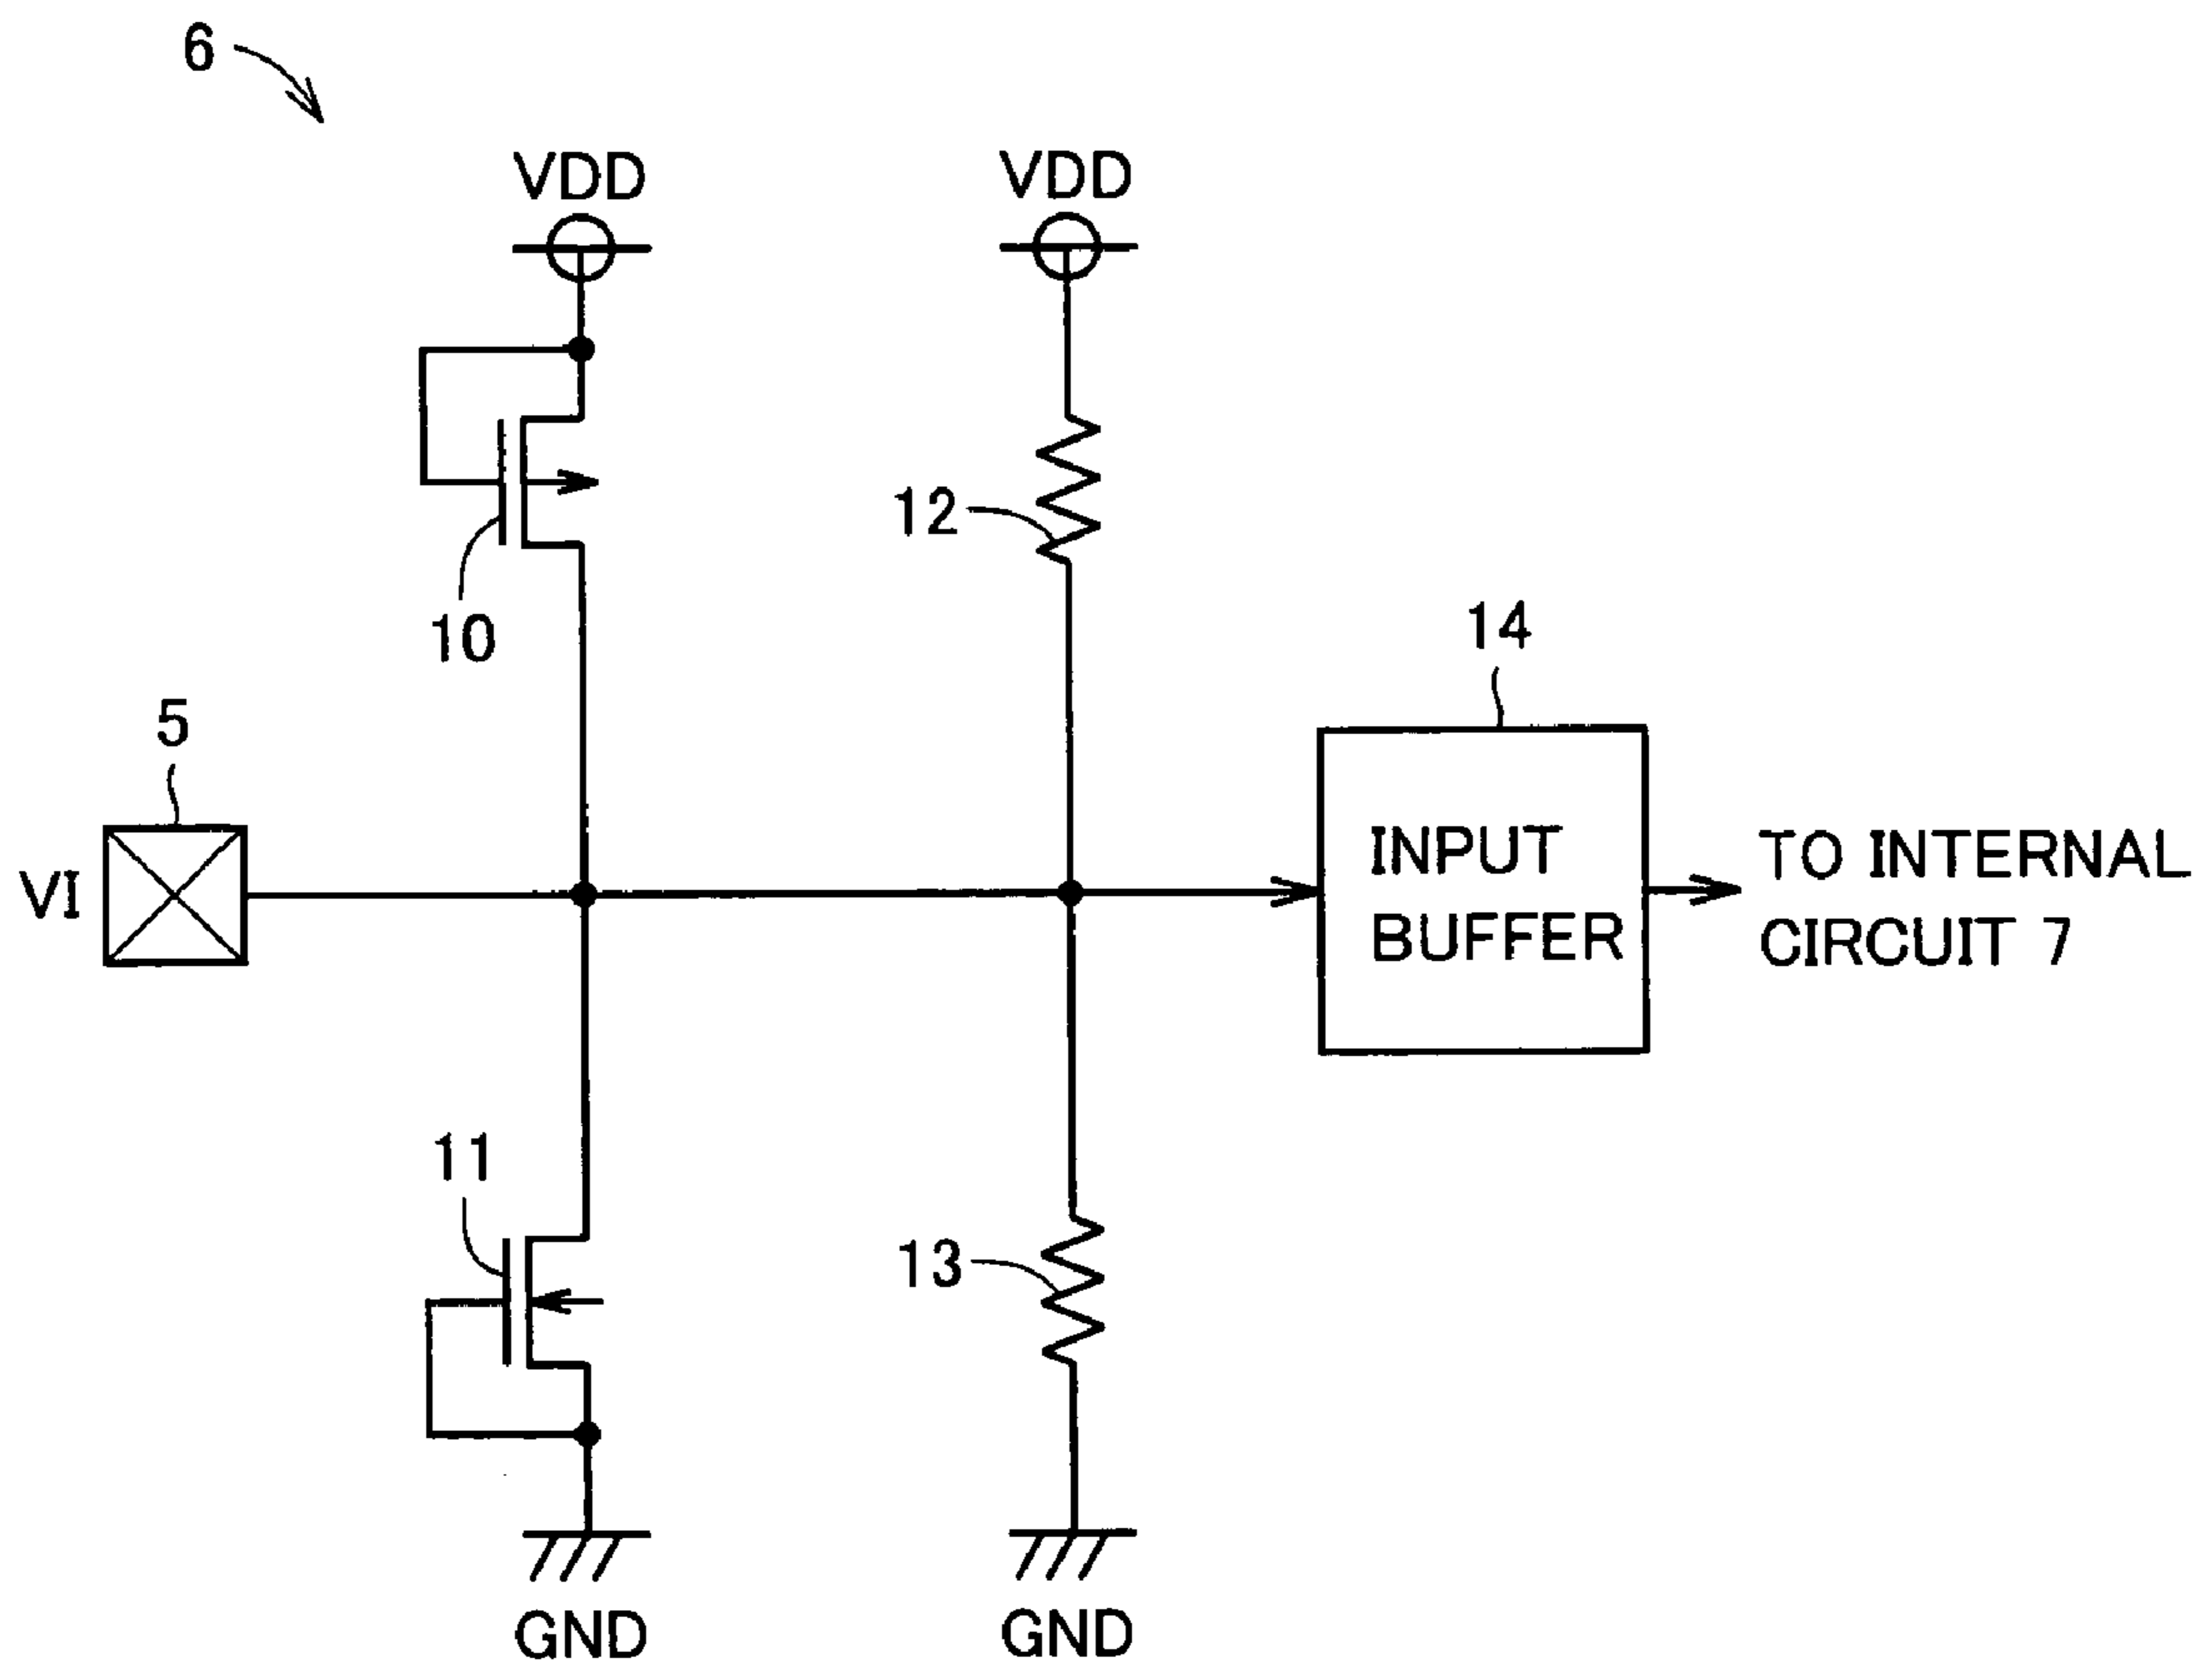 6
VDD
VDD
12
10
14
5
VI
INPUT
BUFFER
TO INTERNAL
CIRCUIT 7
11
13
GND
GND